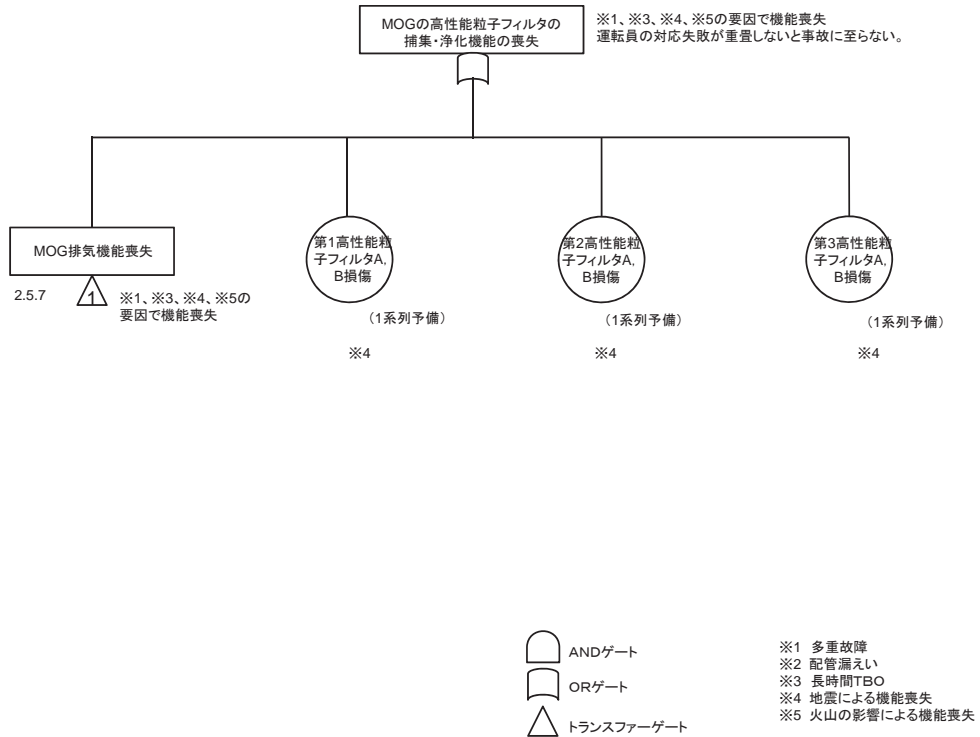 MOGの高性能粒子フィルタの
捕集・浄化機能の喪失
※1、※3、※4、※5の要因で機能喪失
運転員の対応失敗が重畳しないと事故に至らない。
MOG排気機能喪失
2.5.7
1
※1、※3、※4、※5の
要因で機能喪失
第1高性能粒
子フィルタA,
B損傷
(1系列予備)
※4
第2高性能粒
子フィルタA,
B損傷
(1系列予備)
※4
第3高性能粒
子フィルタA,
B損傷
(1系列予備)
※4
ANDゲート
ORゲート
トランスファーゲート
※1 多重故障
※2 配管漏えい
※3 長時間TBO
※4 地震による機能喪失
※5 火山の影響による機能喪失